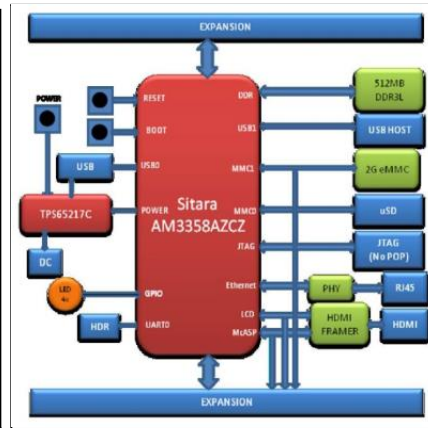 EXPANSION
POWER
RESET
BOOT
USB
USB0
TPS65217C
POWER
DC
LED
4x
GPIO
HDR
UART0
Sitara
AM3358AZCZ
DDR
512MB
DDR3L
USB1
USB HOST
MMC1
2G eMMC
MMC0
uSD
JTAG
JTAG
(No POP)
Ethernet
PHY
RJ45
LCD
McASP
HDMI
FRAMER
HDMI
EXPANSION